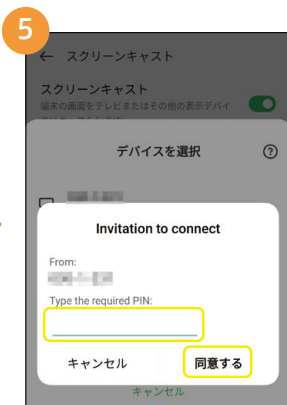 5
← スクリーンキャスト
スクリーンキャスト
端末の画面をテレビまたはその他の表示デバイ
デバイスを選択
?
Invitation to connect
From:
Type the required PIN:
キャンセル
同意する
キャンセル